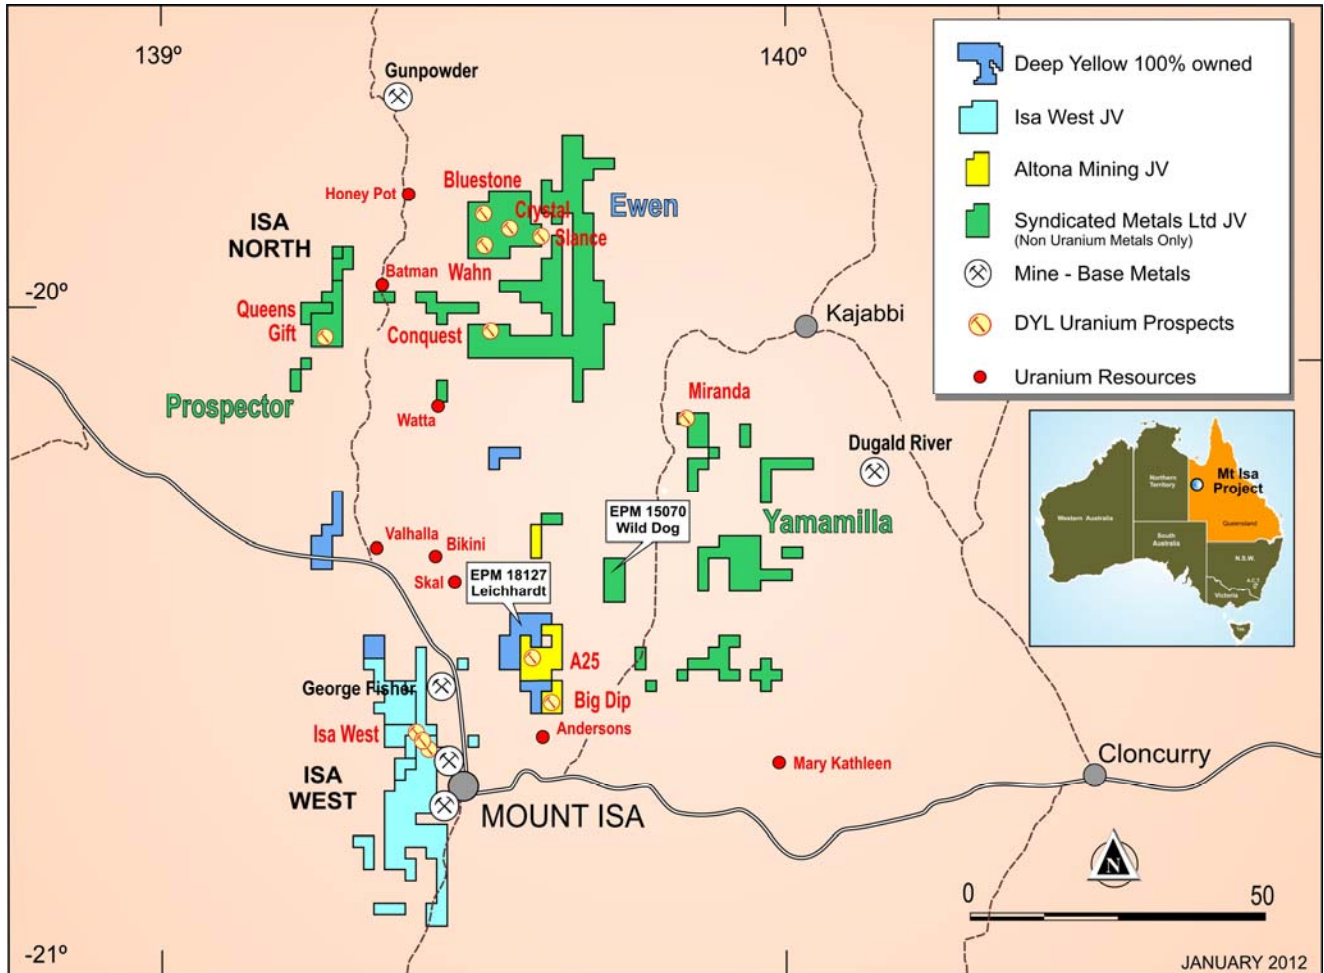 139º
140º
Gunpowder
Deep Yellow 100% owned
Isa West JV
Altona Mining JV
Syndicated Metals Ltd JV
(Non Uranium Metals Only)
Mine - Base Metals
DYL Uranium Prospects
Uranium Resources
Honey Pot
Bluestone
Crystal
Slance
Ewen
ISA
NORTH
Wahn
Batman
-20º
Queens
Gift
Conquest
Kajabbi
Prospector
Watta
Miranda
Dugald River
Yamamilla
EPM 15070
Wild Dog
Valhalla
Bikini
Skal
EPM 18127
Leichhardt
A25
Big Dip
George Fisher
Isa West
Andersons
Mary Kathleen
Cloncurry
ISA
WEST
MOUNT ISA
Mt Isa
Project
Northern
Territory
Western Australia
Queensland
South
Australia
N.S.W.
A.C.T
Victoria
Tas
N
0
50
-21º
JANUARY 2012